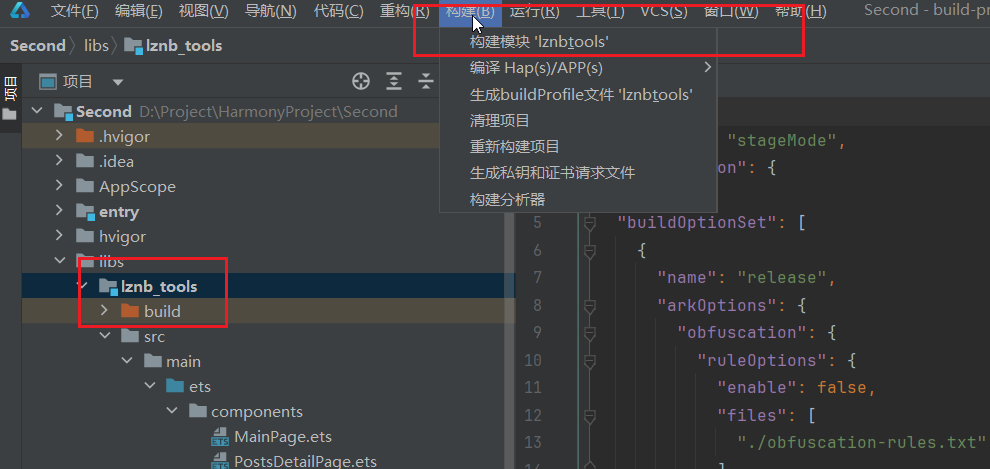 文件(F) 编辑(E) 视图(V) 导航(N) 代码(C) 重构(R) 构建(B) 运行(R) 工具(T) VCS(S) 窗口(W) 帮助(H) Second - build-pr
Second libs lznb_tools
构建模块 'lznbtools'
编译 Hap(s)/APP(s)
生成buildProfile文件 'lznbtools'
清理项目
重新构建项目
生成私钥和证书请求文件
构建分析器
项目
项目
Second D:\Project\HarmonyProject\Second
.hvigor
.idea
AppScope
entry
hvigor
libs
lznb_tools
build
src
main
ets
components
MainPage.ets
PostsDetailPage.ets
"stageMode",
on": {
5 "buildOptionSet": [
6 {
7 "name": "release",
8 "arkOptions": {
9 "obfuscation": {
10 "ruleOptions": {
11 "enable": false,
12 "files": [
13 "./obfuscation-rules.txt"